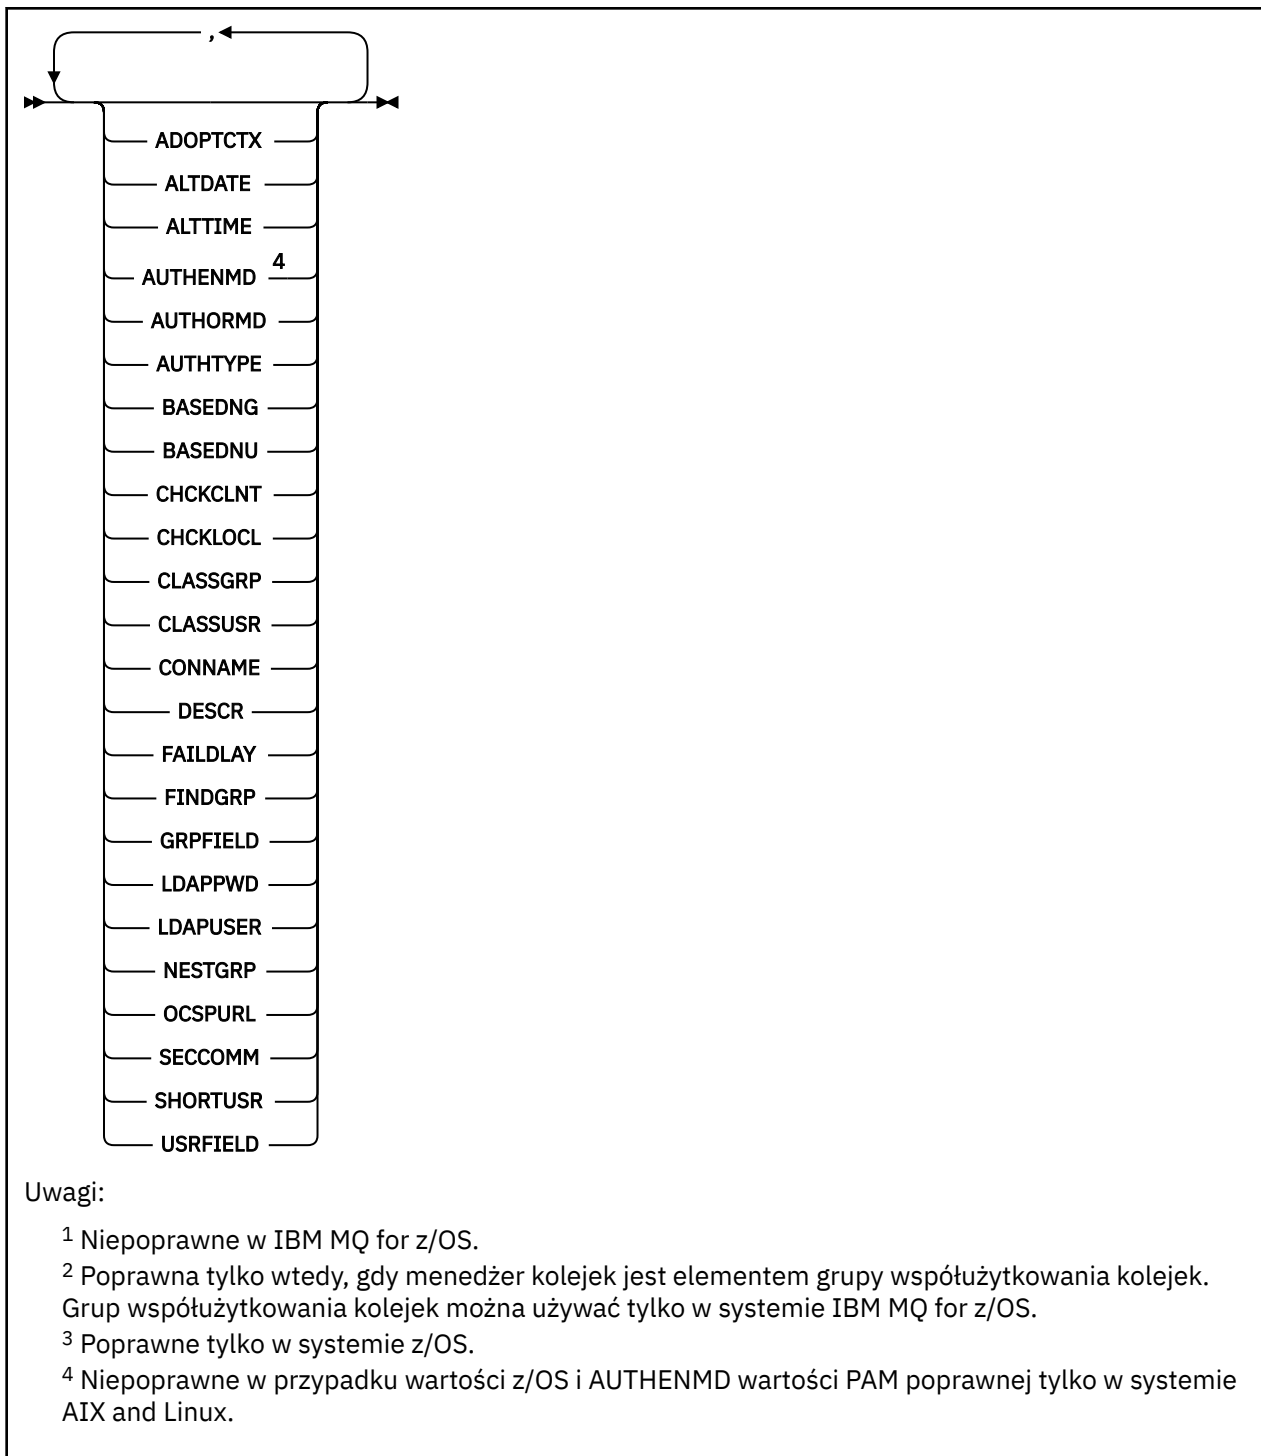 ,
ADOPTCTX
ALTDATE
ALTTIME
AUTHENMD 4
AUTHORMD
AUTHTYPE
BASEDNG
BASEDNU
CHCKCLNT
CHCKLOCL
CLASSGRP
CLASSUSR
CONNAME
DESCR
FAILDLAY
FINDGRP
GRPFIELD
LDAPPWD
LDAPUSER
NESTGRP
OCSPURL
SECCOMM
SHORTUSR
USRFIELD
Uwagi:
1 Niepoprawne w IBM MQ for z/OS.
2 Poprawna tylko wtedy, gdy menedżer kolejek jest elementem grupy współużytkowania kolejek.
Grup współużytkowania kolejek można używać tylko w systemie IBM MQ for z/OS.
3 Poprawne tylko w systemie z/OS.
4 Niepoprawne w przypadku wartości z/OS i AUTHENMD wartości PAM poprawnej tylko w systemie
AIX and Linux.